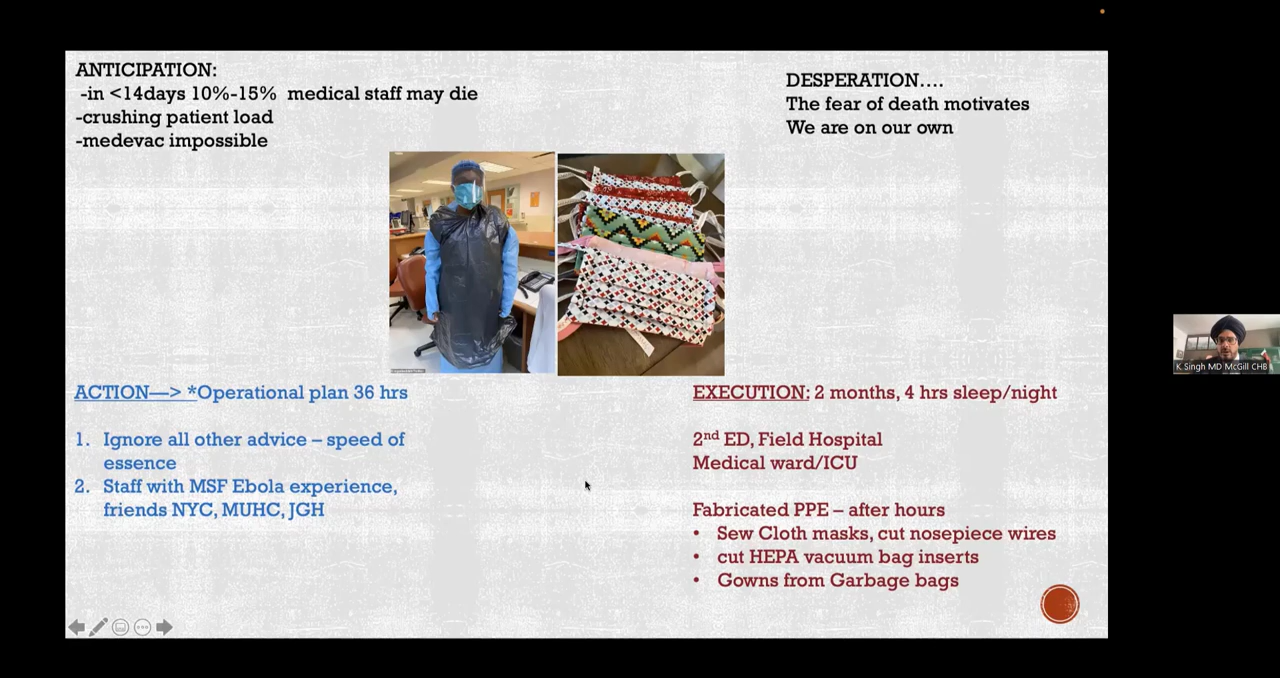 ANTICIPATION:
-in <14days 10%-15% medical staff may die
-crushing patient load
-medevac impossible
DESPERATION….
The fear of death motivates
We are on our own
ACTION—> *Operational plan 36 hrs
1. Ignore all other advice – speed of
essence
2. Staff with MSF Ebola experience,
friends NYC, MUHC, JGH
EXECUTION: 2 months, 4 hrs sleep/night
2nd ED, Field Hospital
Medical ward/ICU
Fabricated PPE – after hours
• Sew Cloth masks, cut nosepiece wires
• cut HEPA vacuum bag inserts
• Gowns from Garbage bags
K. Singh MD McGill CHB